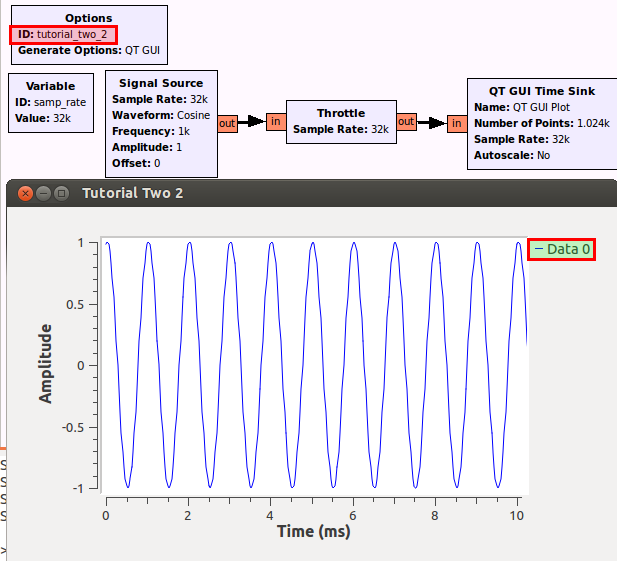 Options
ID: tutorial_two_2
Generate Options: QT GUI
Variable
ID: samp_rate
Value: 32k
Signal Source
Sample Rate: 32k
Waveform: Cosine
Frequency: 1k
Amplitude: 1
Offset: 0
out
in
Throttle
Sample Rate: 32k
out
in
QT GUI Time Sink
Name: QT GUI Plot
Number of Points: 1.024k
Sample Rate: 32k
Autoscale: No
Tutorial Two 2
Data 0
1
0.5
0
-0.5
-1
Amplitude
0 2 4 6 8 10
Time (ms)
S
S
S
S
>